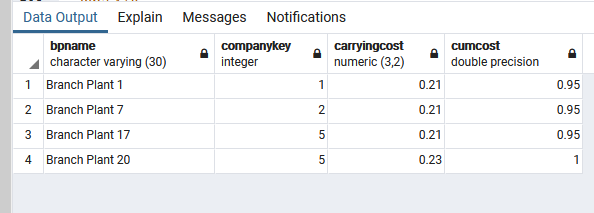 Data Output Explain Messages Notifications
bpname companykey carryingcost cumcost
character varying (30) integer numeric (3,2) double precision
1 Branch Plant 1 1 0.21 0.95
2 Branch Plant 7 2 0.21 0.95
3 Branch Plant 17 5 0.21 0.95
4 Branch Plant 20 5 0.23 1